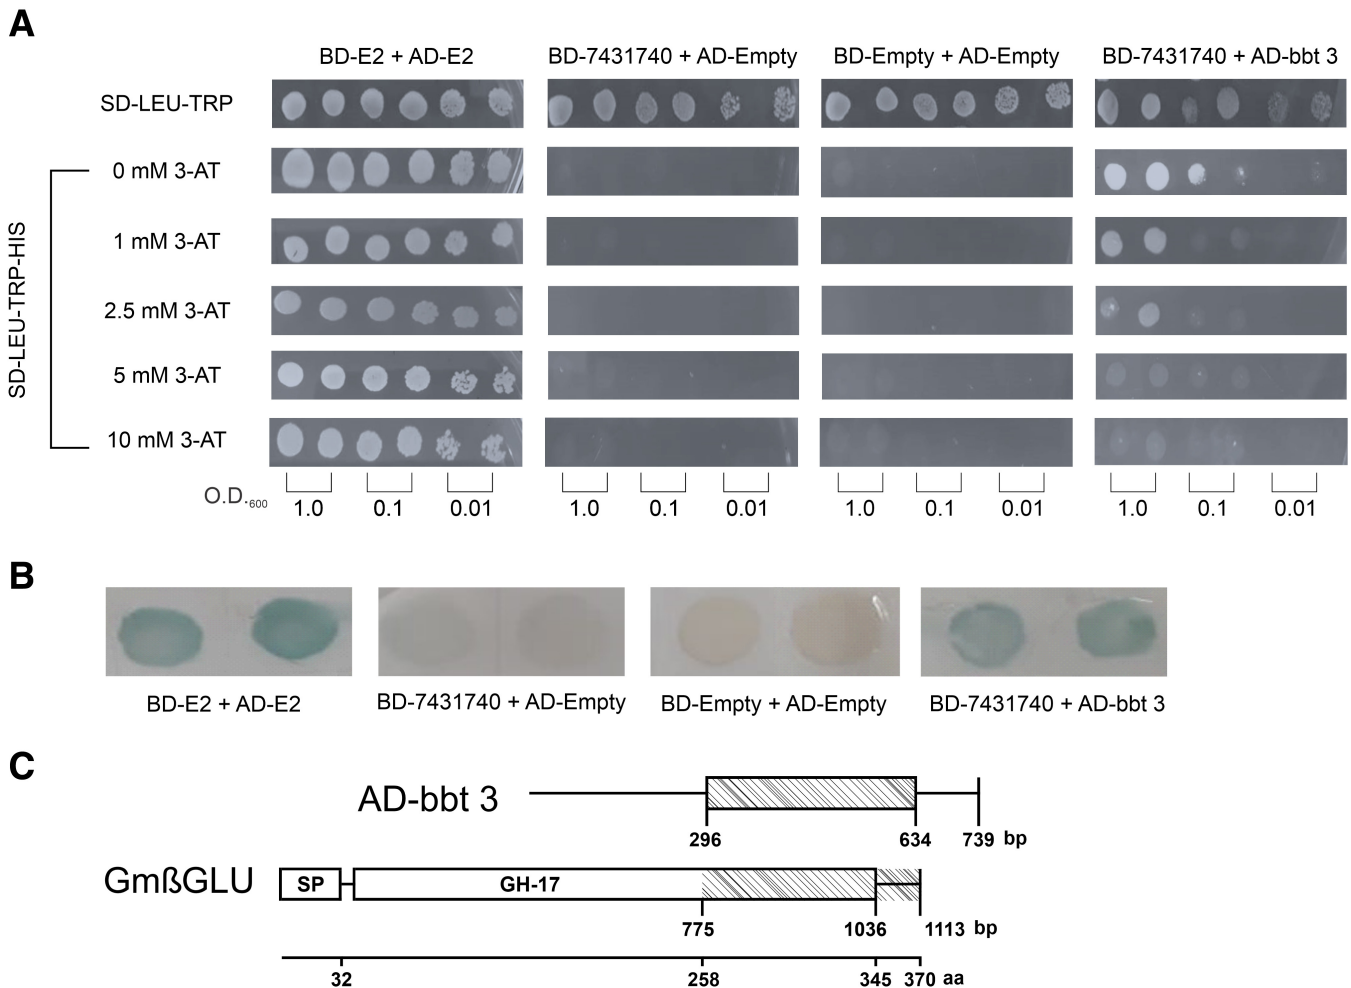 A
BD-E2 + AD-E2 BD-7431740 + AD-Empty BD-Empty + AD-Empty BD-7431740 + AD-bbt 3
SD-LEU-TRP
0 mM 3-AT
1 mM 3-AT
2.5 mM 3-AT
5 mM 3-AT
10 mM 3-AT
SD-LEU-TRP-HIS
O.D.600 1.0 0.1 0.01 1.0 0.1 0.01 1.0 0.1 0.01 1.0 0.1 0.01
B
BD-E2 + AD-E2 BD-7431740 + AD-Empty BD-Empty + AD-Empty BD-7431740 + AD-bbt 3
C
AD-bbt 3
296 634 739 bp
GmßGLU SP GH-17
775 1036 1113 bp
32 258 345 370 aa